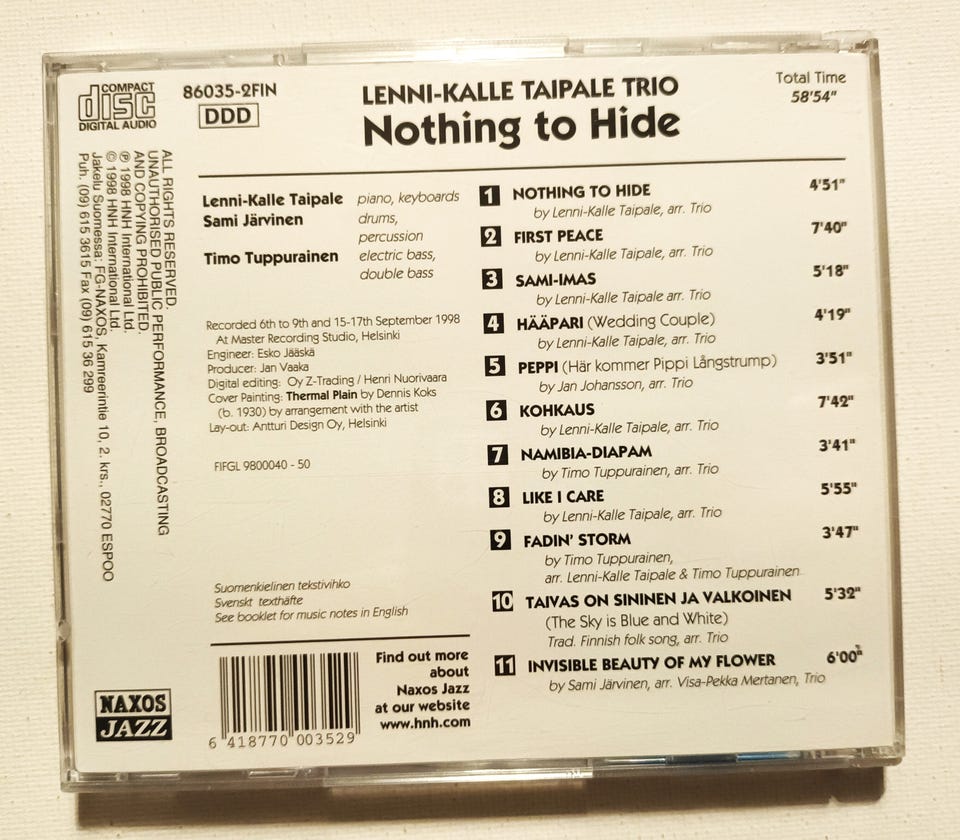 COMPACT
disc
DIGITAL AUDIO
86035-2FIN
DDD
LENNI-KALLE TAIPALE TRIO
Nothing to Hide
Total Time
58'54"
ALL RIGHTS RESERVED.
UNAUTHORISED PUBLIC PERFORMANCE, BROADCASTING
AND COPYING PROHIBITED.
℗ 1998 HNH International Ltd.
© 1998 HNH International Ltd.
Jakelu Suomessa: FG-NAXOS, Kamreerintie 10, 2. krs., 02770 ESPOO
Puh. (09) 615 3615 Fax (09) 615 36 299
Lenni-Kalle Taipale piano, keyboards
Sami Järvinen drums,
percussion
Timo Tuppurainen electric bass,
double bass
Recorded 6th to 9th and 15-17th September 1998
At Master Recording Studio, Helsinki
Engineer: Esko Jääskä
Producer: Jan Vaaka
Digital editing: Oy Z-Trading / Henri Nuorivaara
Cover Painting: Thermal Plain by Dennis Koks
(b. 1930) by arrangement with the artist
Lay-out: Antturi Design Oy, Helsinki
FIFGL 9800040 - 50
Suomenkielinen tekstivihko
Svenskt texthäfte
See booklet for music notes in English
6 418770 003529
Find out more
about
Naxos Jazz
at our website
www.hnh.com
NAXOS
JAZZ
1 NOTHING TO HIDE 4'51"
by Lenni-Kalle Taipale, arr. Trio
2 FIRST PEACE 7'40"
by Lenni-Kalle Taipale, arr. Trio
3 SAMI-IMAS 5'18"
by Lenni-Kalle Taipale arr. Trio
4 HÄÄPARI (Wedding Couple) 4'19"
by Lenni-Kalle Taipale, arr. Trio
5 PEPPI (Här kommer Pippi Långstrump) 3'51"
by Jan Johansson, arr. Trio
6 KOHKAUS 7'42"
by Lenni-Kalle Taipale, arr. Trio
7 NAMIBIA-DIAPAM 3'41"
by Timo Tuppurainen, arr. Trio
8 LIKE I CARE 5'55"
by Lenni-Kalle Taipale, arr. Trio
9 FADIN' STORM 3'47"
by Timo Tuppurainen,
arr. Lenni-Kalle Taipale & Timo Tuppurainen
10 TAIVAS ON SININEN JA VALKOINEN 5'32"
(The Sky is Blue and White)
Trad. Finnish folk song, arr. Trio
11 INVISIBLE BEAUTY OF MY FLOWER 6'00"
by Sami Järvinen, arr. Visa-Pekka Mertanen, Trio